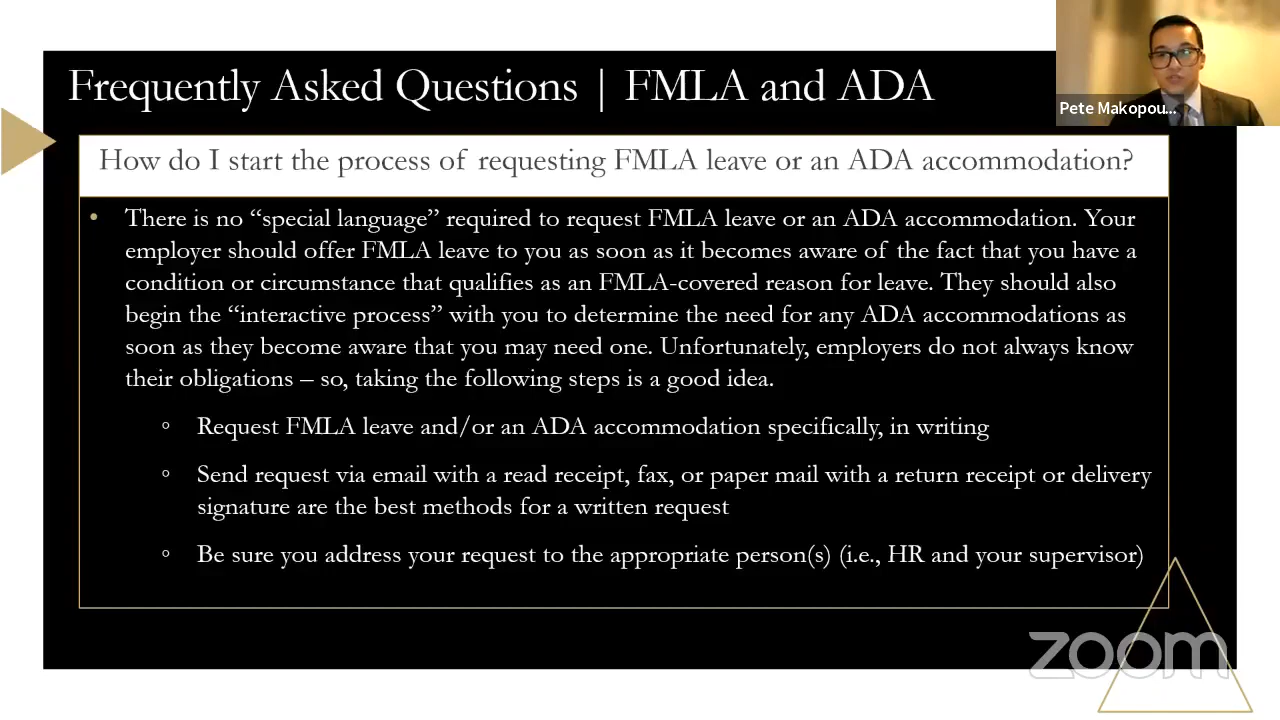 Frequently Asked Questions | FMLA and ADA
Pete Makopou...
How do I start the process of requesting FMLA leave or an ADA accommodation?
• There is no “special language” required to request FMLA leave or an ADA accommodation. Your
employer should offer FMLA leave to you as soon as it becomes aware of the fact that you have a
condition or circumstance that qualifies as an FMLA-covered reason for leave. They should also
begin the “interactive process” with you to determine the need for any ADA accommodations as
soon as they become aware that you may need one. Unfortunately, employers do not always know
their obligations – so, taking the following steps is a good idea.
◦ Request FMLA leave and/or an ADA accommodation specifically, in writing
◦ Send request via email with a read receipt, fax, or paper mail with a return receipt or delivery
signature are the best methods for a written request
◦ Be sure you address your request to the appropriate person(s) (i.e., HR and your supervisor)
zoom